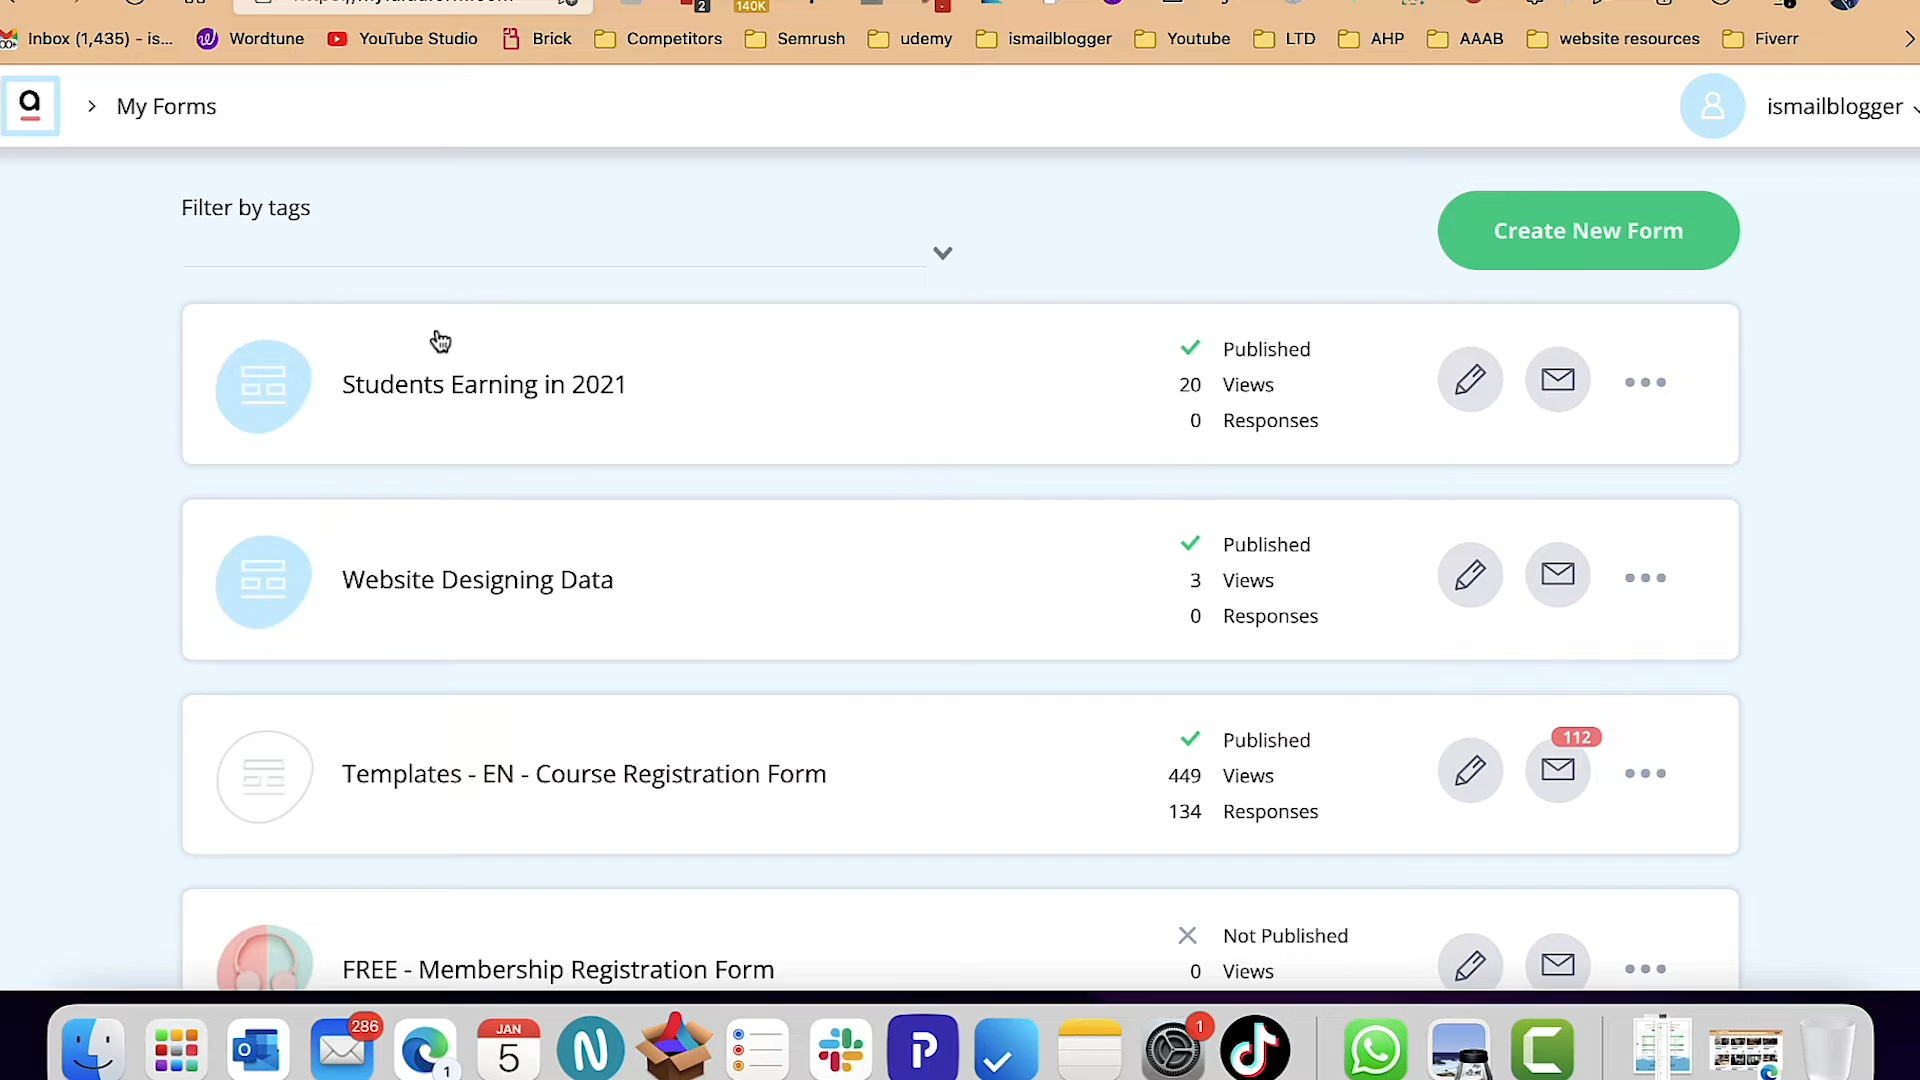 2
140K
Inbox (1,435) - is...
Wordtune
YouTube Studio
Brick
Competitors
Semrush
udemy
ismailblogger
Youtube
LTD
AHP
AAAB
website resources
Fiverr
a
My Forms
ismailblogger
Filter by tags
Create New Form
Students Earning in 2021
Published
20 Views
0 Responses
Website Designing Data
Published
3 Views
0 Responses
Templates - EN - Course Registration Form
Published
449 Views
134 Responses
112
FREE - Membership Registration Form
Not Published
0 Views
286
1
JAN
5
N
P
1
C